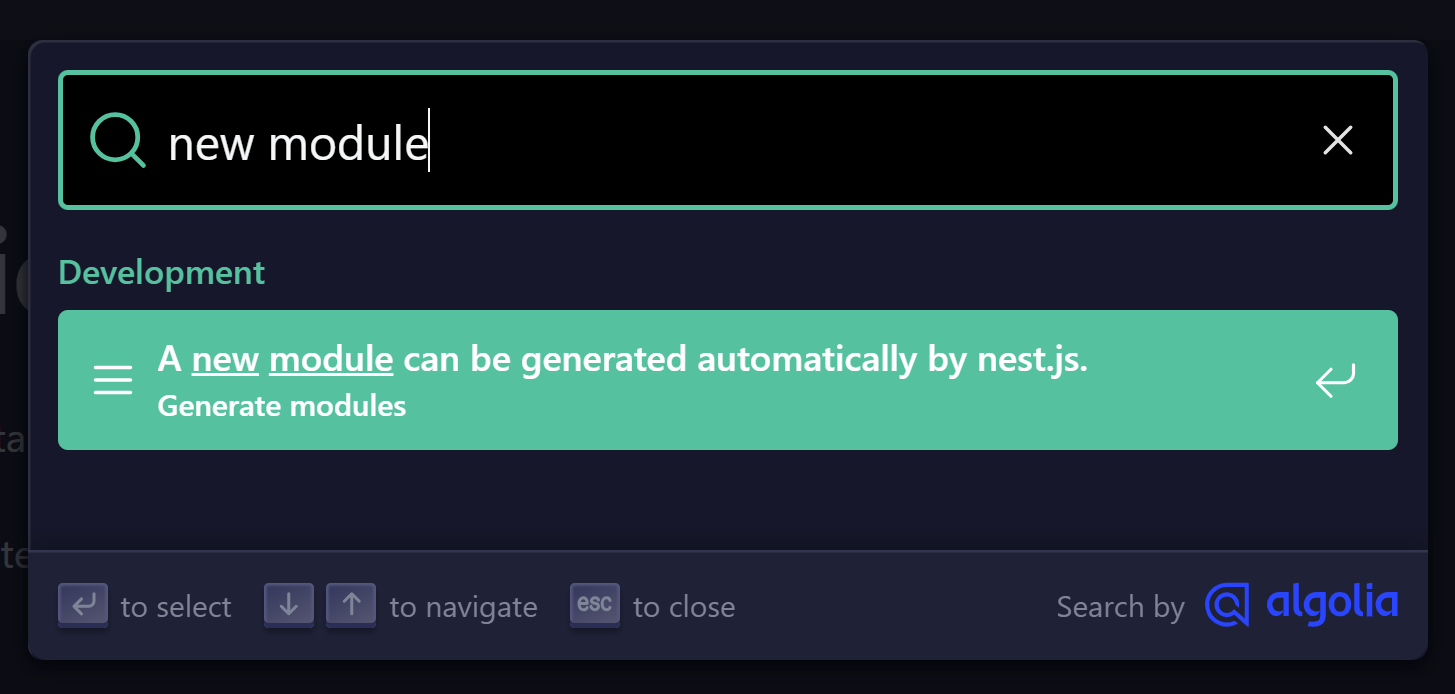 new module
Development
A new module can be generated automatically by nest.js.
Generate modules
to select
to navigate
esc to close
Search by algolia